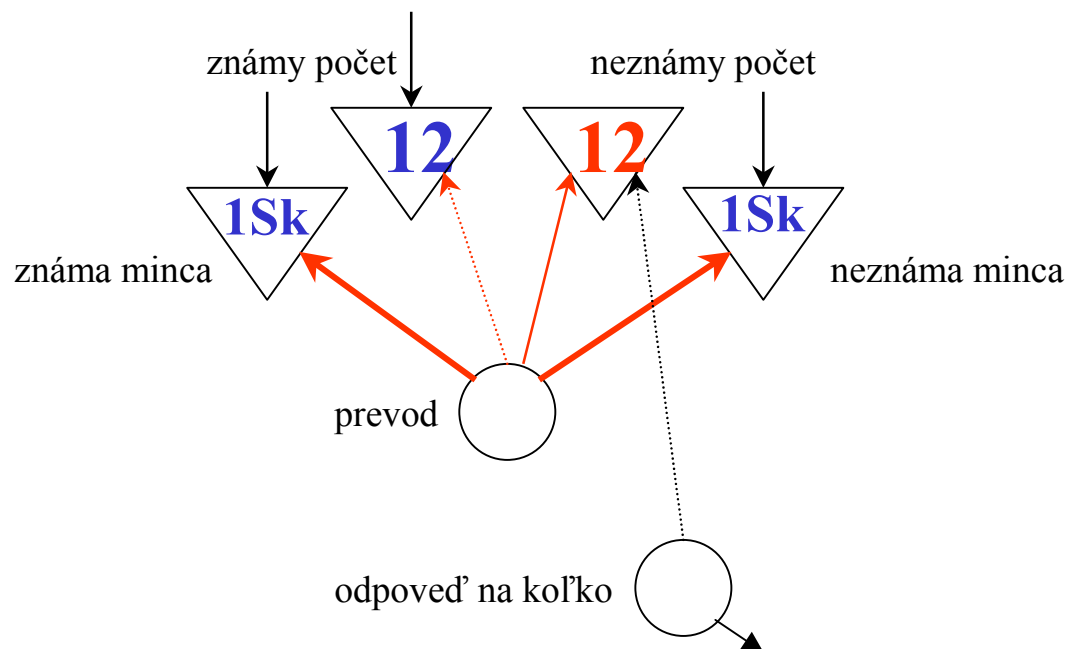 známy počet neznámy počet
12 12
1Sk 1Sk
známa minca neznáma minca
prevod
odpoveď na koľko